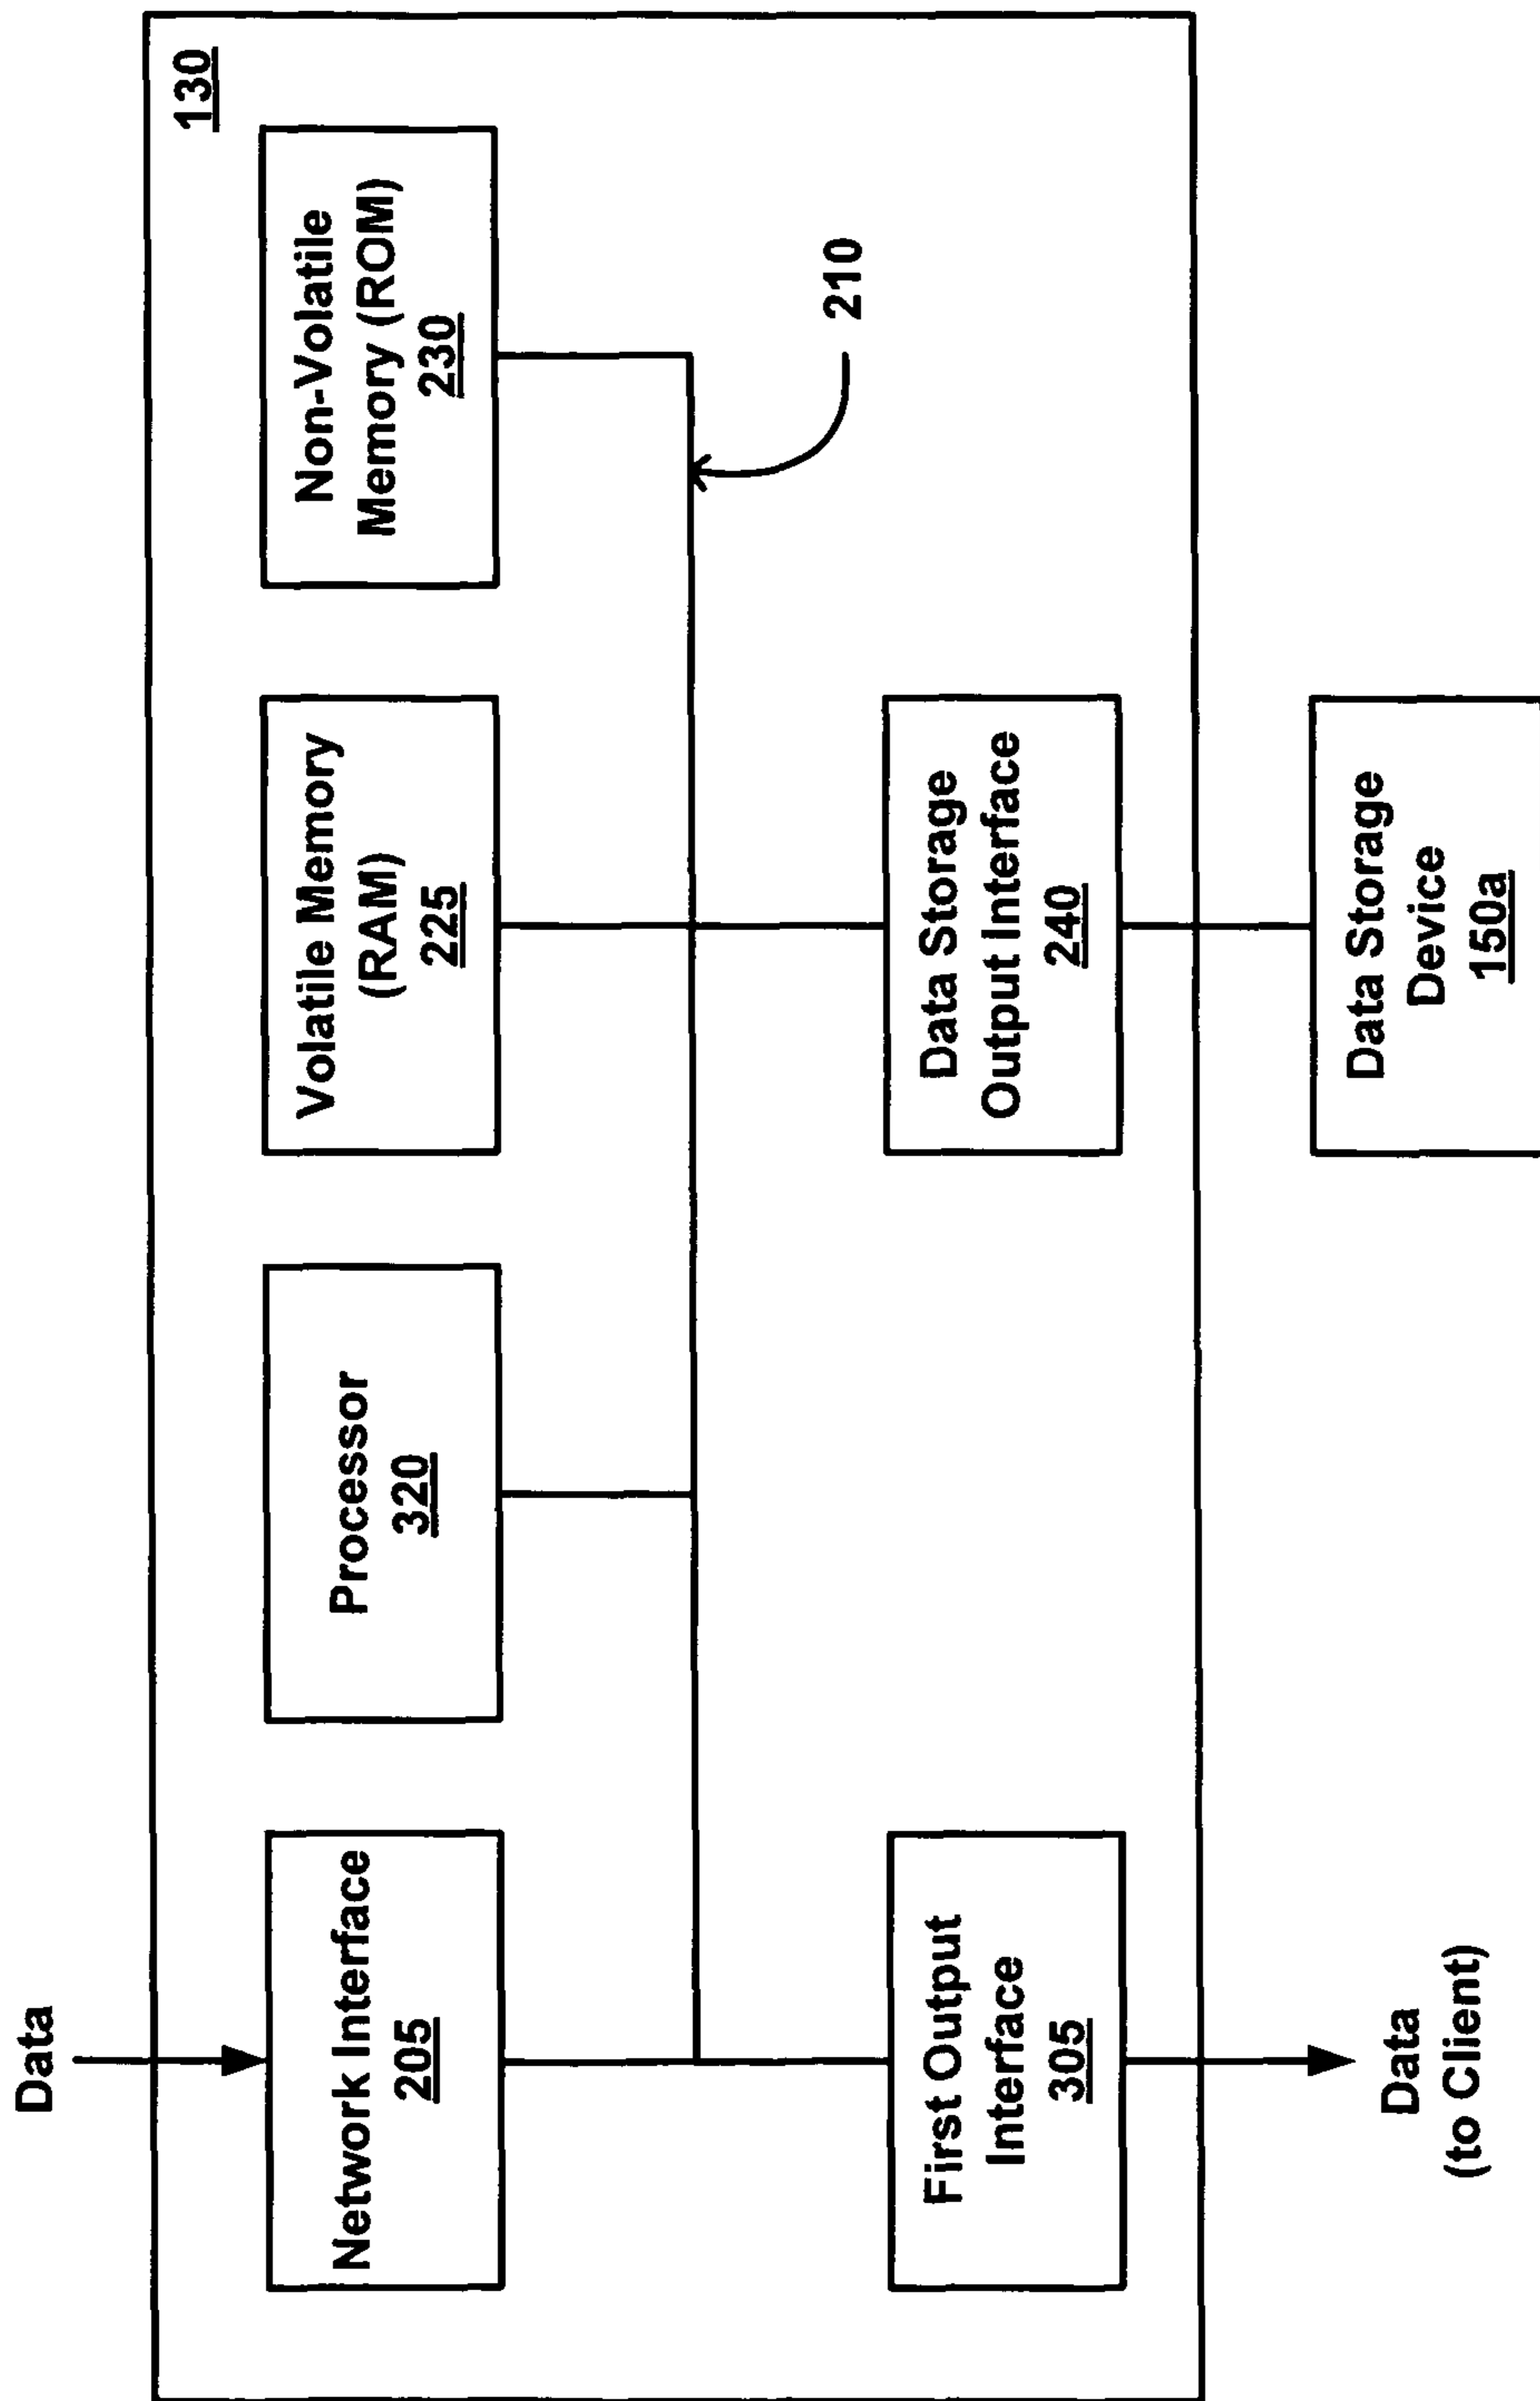 Data
130
Network Interface
205
Processor
320
Volatile Memory
(RAM)
225
Non-Volatile
Memory (ROM)
230
210
First Output
Interface
305
Data Storage
Output Interface
240
Data
(to Client)
Data Storage
Device
150a